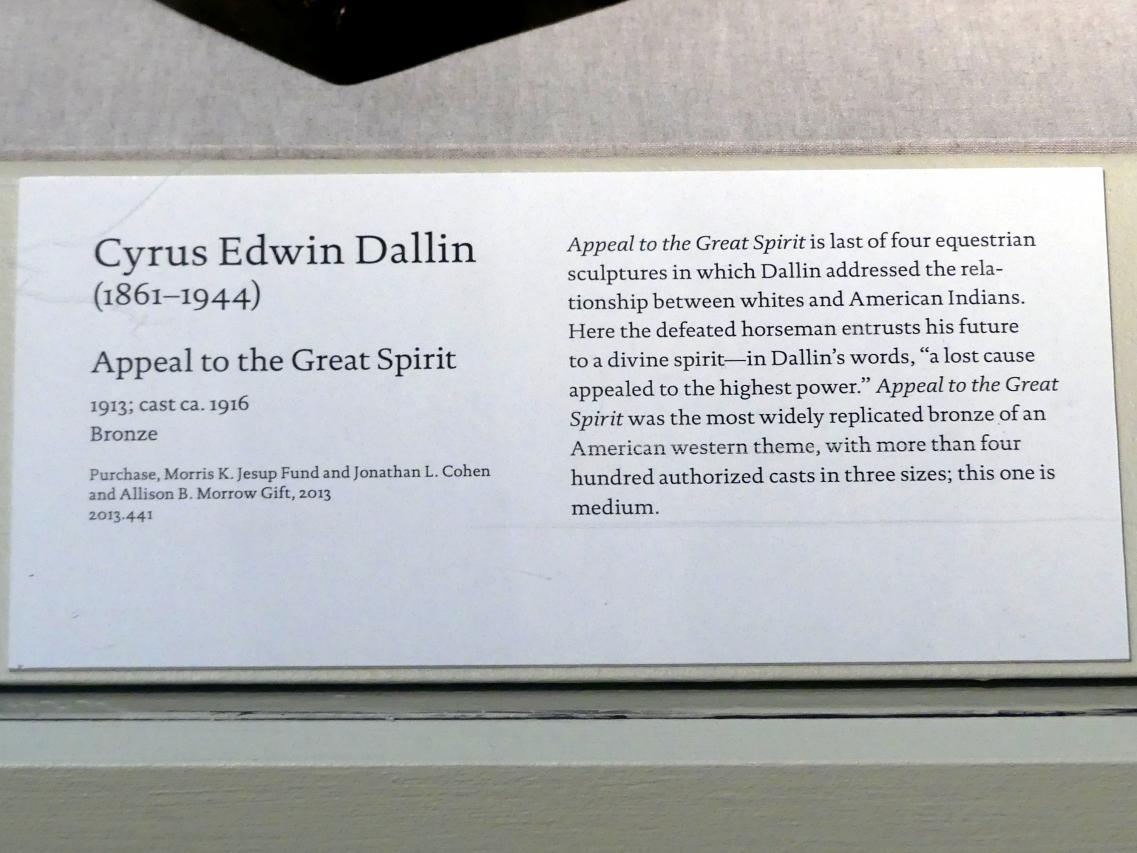 Cyrus Edwin Dallin
(1861–1944)
Appeal to the Great Spirit
1913; cast ca. 1916
Bronze
Purchase, Morris K. Jesup Fund and Jonathan L. Cohen
and Allison B. Morrow Gift, 2013
2013.441
Appeal to the Great Spirit is last of four equestrian
sculptures in which Dallin addressed the rela-
tionship between whites and American Indians.
Here the defeated horseman entrusts his future
to a divine spirit—in Dallin’s words, “a lost cause
appealed to the highest power.” Appeal to the Great
Spirit was the most widely replicated bronze of an
American western theme, with more than four
hundred authorized casts in three sizes; this one is
medium.